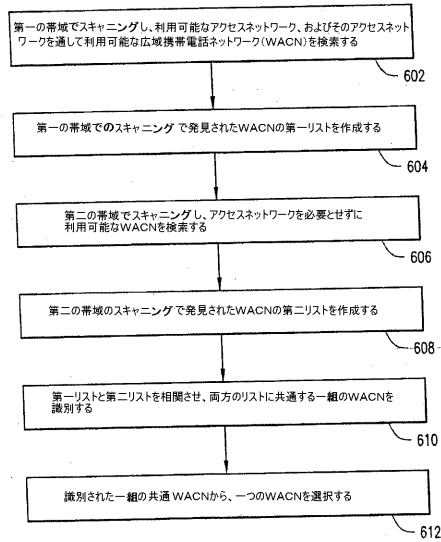 第一の帯域でスキャニングし、利用可能なアクセスネットワーク、およびそのアクセスネット
ワークを通して利用可能な広域携帯電話ネットワーク(WACN)を検索する
602
第一の帯域でのスキャニングで発見されたWACNの第一リストを作成する
604
第二の帯域でスキャニングし、アクセスネットワークを必要とせずに
利用可能なWACNを検索する
606
第二の帯域のスキャニングで発見されたWACNの第二リストを作成する
608
第一リストと第二リストを相関させ、両方のリストに共通する一組のWACNを
識別する
610
識別された一組の共通WACNから、一つのWACNを選択する
612